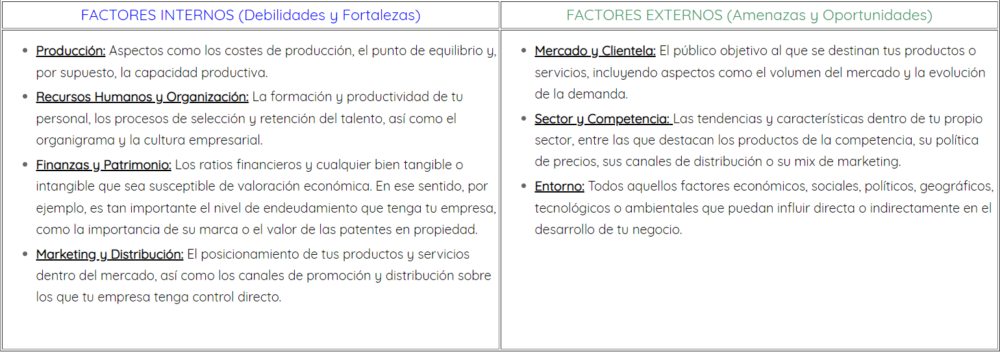 FACTORES INTERNOS (Debilidades y Fortalezas)
Producción: Aspectos como los costes de producción, el punto de equilibrio y,
por supuesto, la capacidad productiva.
Recursos Humanos y Organización: La formación y productividad de tu
personal, los procesos de selección y retención del talento, así como el
organigrama y la cultura empresarial.
Finanzas y Patrimonio: Los ratios financieros y cualquier bien tangible o
intangible que sea susceptible de valoración económica. En ese sentido, por
ejemplo, es tan importante el nivel de endeudamiento que tenga tu empresa,
como la importancia de su marca o el valor de las patentes en propiedad.
Marketing y Distribución: El posicionamiento de tus productos y servicios
dentro del mercado, así como los canales de promoción y distribución sobre
los que tu empresa tenga control directo.
FACTORES EXTERNOS (Amenazas y Oportunidades)
Mercado y Clientela: El público objetivo al que se destinan tus productos o
servicios, incluyendo aspectos como el volumen del mercado y la evolución
de la demanda.
Sector y Competencia: Las tendencias y características dentro de tu propio
sector, entre las que destacan los productos de la competencia, su política
de precios, sus canales de distribución o su mix de marketing.
Entorno: Todos aquellos factores económicos, sociales, políticos, geográficos,
tecnológicos o ambientales que puedan influir directa o indirectamente en el
desarrollo de tu negocio.